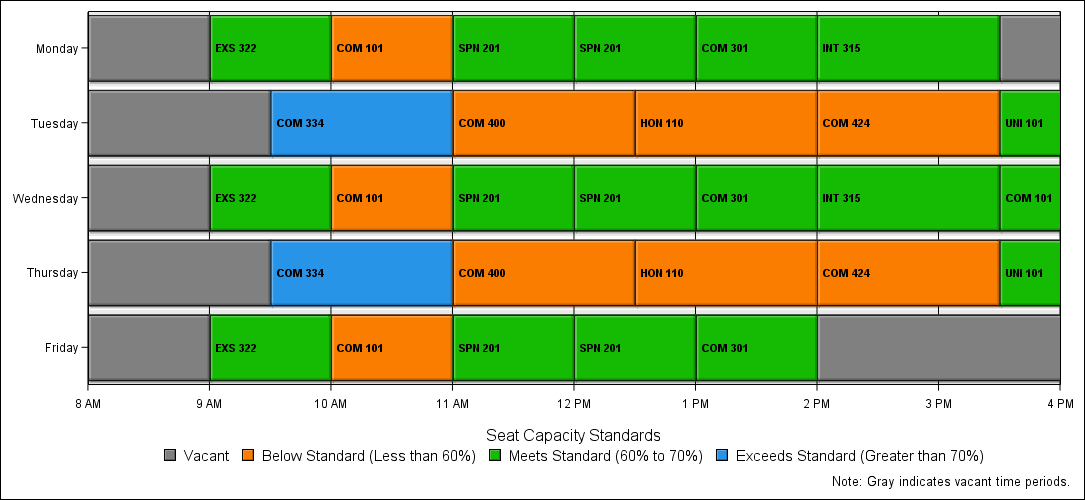 Monday EXS 322 COM 101 SPN 201 SPN 201 COM 301 INT 315
Tuesday COM 334 COM 400 HON 110 COM 424 UNI 101
Wednesday EXS 322 COM 101 SPN 201 SPN 201 COM 301 INT 315 COM 101
Thursday COM 334 COM 400 HON 110 COM 424 UNI 101
Friday EXS 322 COM 101 SPN 201 SPN 201 COM 301
8 AM 9 AM 10 AM 11 AM 12 PM 1 PM 2 PM 3 PM 4 PM
Seat Capacity Standards
Vacant Below Standard (Less than 60%) Meets Standard (60% to 70%) Exceeds Standard (Greater than 70%)
Note: Gray indicates vacant time periods.